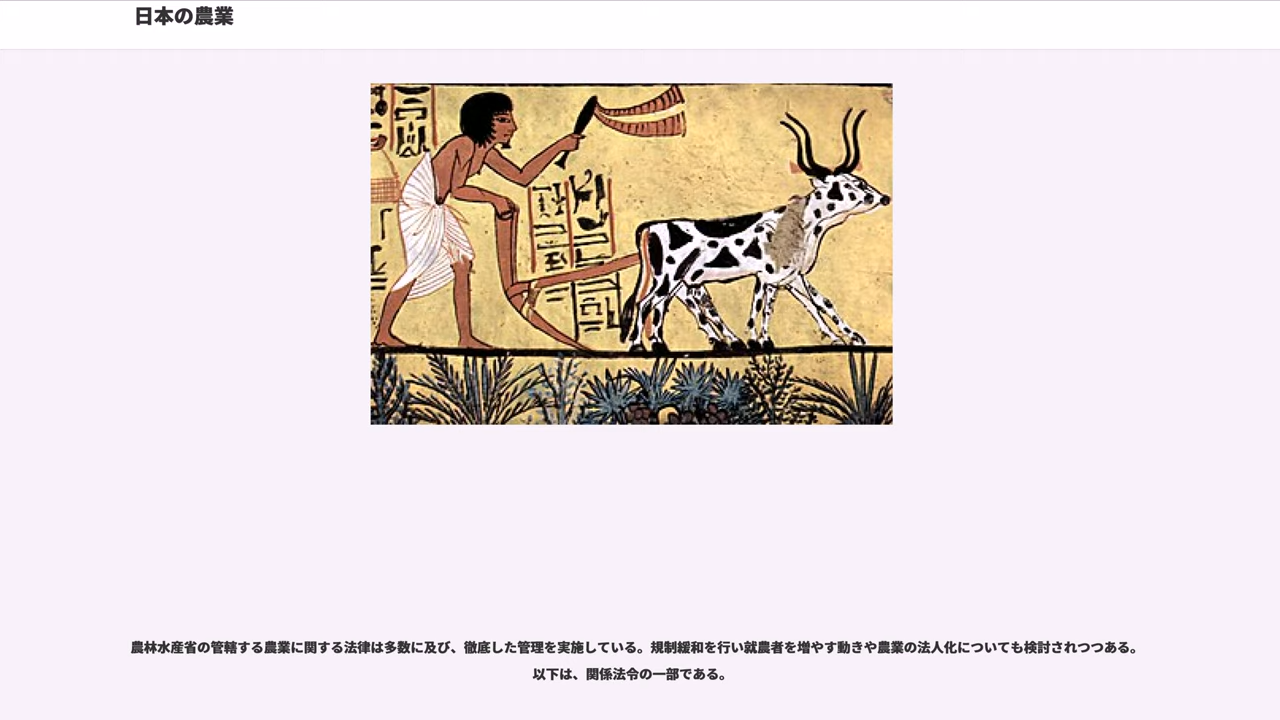 日本の農業
農林水産省の管轄する農業に関する法律は多数に及び、徹底した管理を実施している。規制緩和を行い就農者を増やす動きや農業の法人化についても検討されつつある。
以下は、関係法令の一部である。